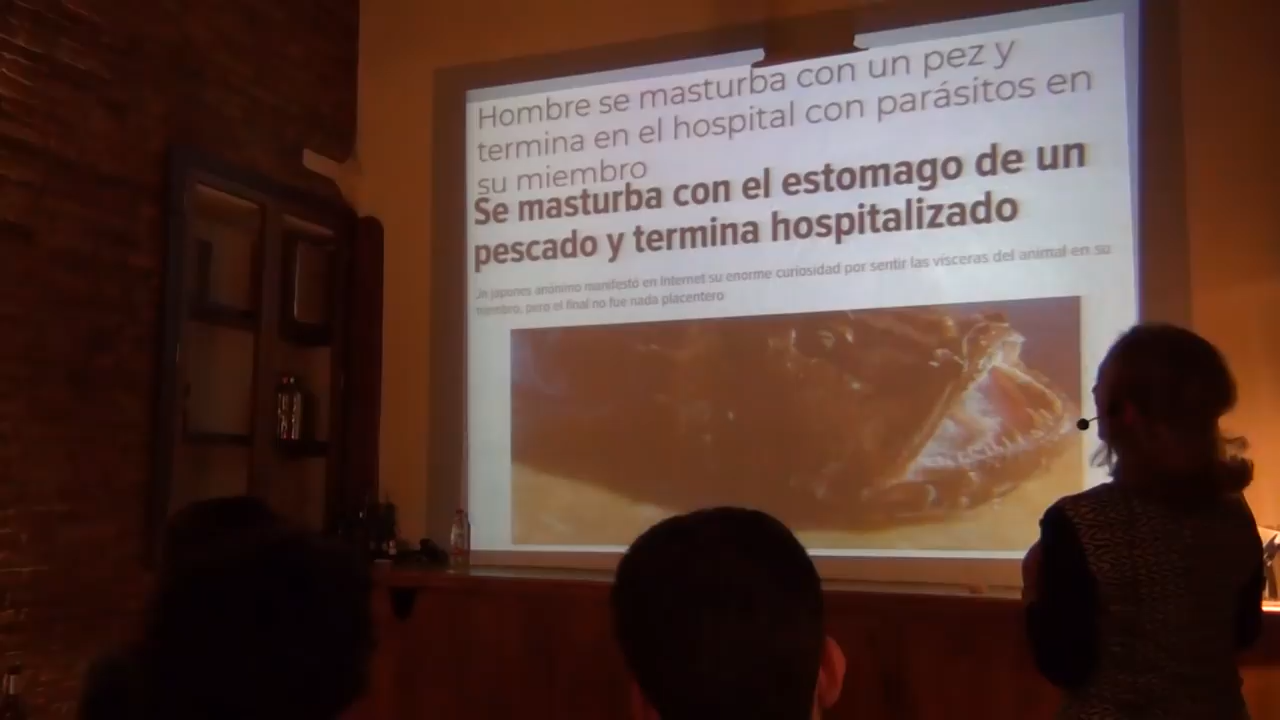 Hombre se masturba con un pez y
termina en el hospital con parásitos en
su miembro
Se masturba con el estomago de un
pescado y termina hospitalizado
Un japones anónimo manifestó en Internet su enorme curiosidad por sentir las vísceras del animal en su
miembro, pero el final no fue nada placentero